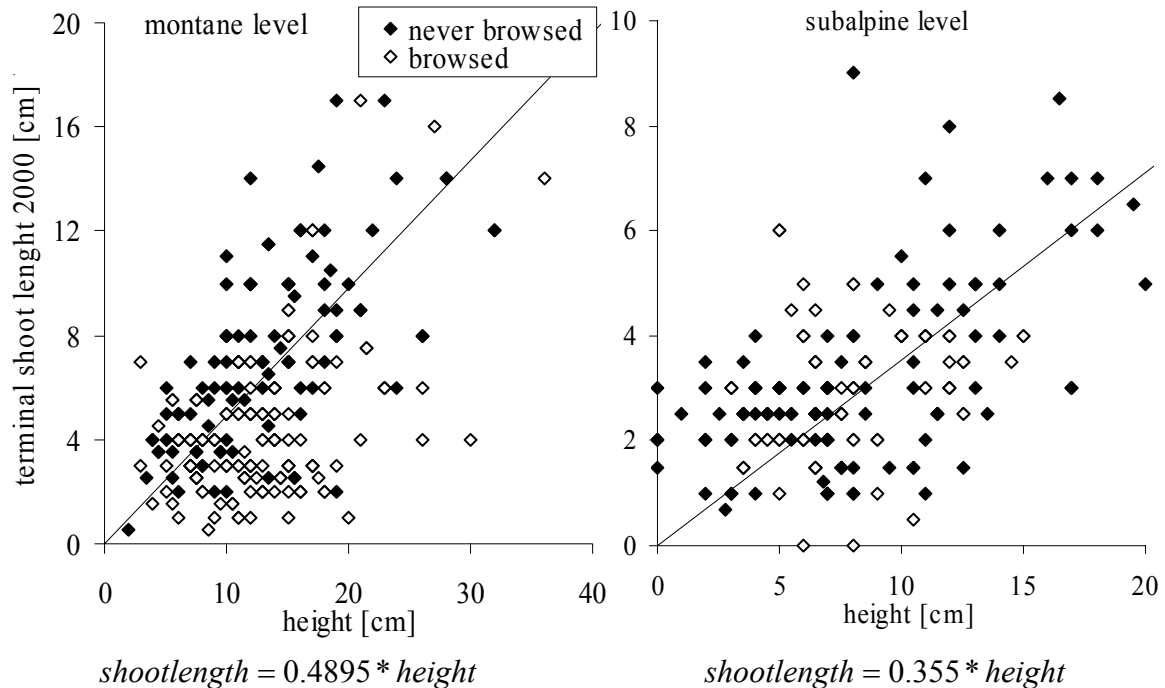 montane level
never browsed
browsed
terminal shoot lenght 2000 [cm]
20
16
12
8
4
0
0 10 20 30 40
height [cm]
shootlength = 0.4895 * height
subalpine level
10
8
6
4
2
0
0 5 10 15 20
height [cm]
shootlength = 0.355 * height